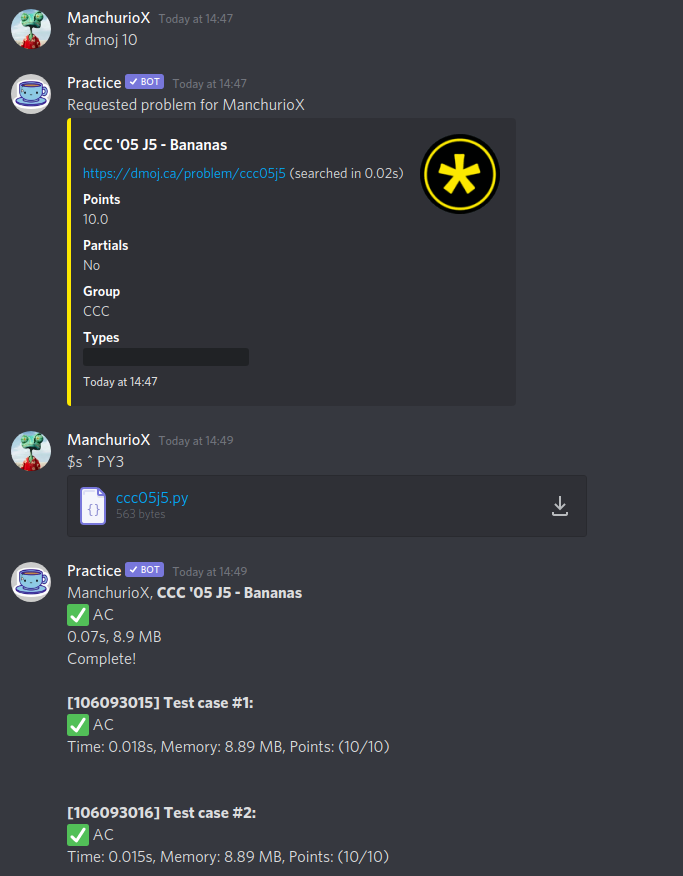 ManchurioX Today at 14:47
$r dmoj 10
Practice ✓ BOT Today at 14:47
Requested problem for ManchurioX
CCC '05 J5 - Bananas
https://dmoj.ca/problem/ccc05j5 (searched in 0.02s)
Points
10.0
Partials
No
Group
CCC
Types
Today at 14:47
ManchurioX Today at 14:49
$s ^ PY3
ccc05j5.py
563 bytes
Practice ✓ BOT Today at 14:49
ManchurioX, CCC '05 J5 - Bananas
✅ AC
0.07s, 8.9 MB
Complete!
[106093015] Test case #1:
✅ AC
Time: 0.018s, Memory: 8.89 MB, Points: (10/10)
[106093016] Test case #2:
✅ AC
Time: 0.015s, Memory: 8.89 MB, Points: (10/10)